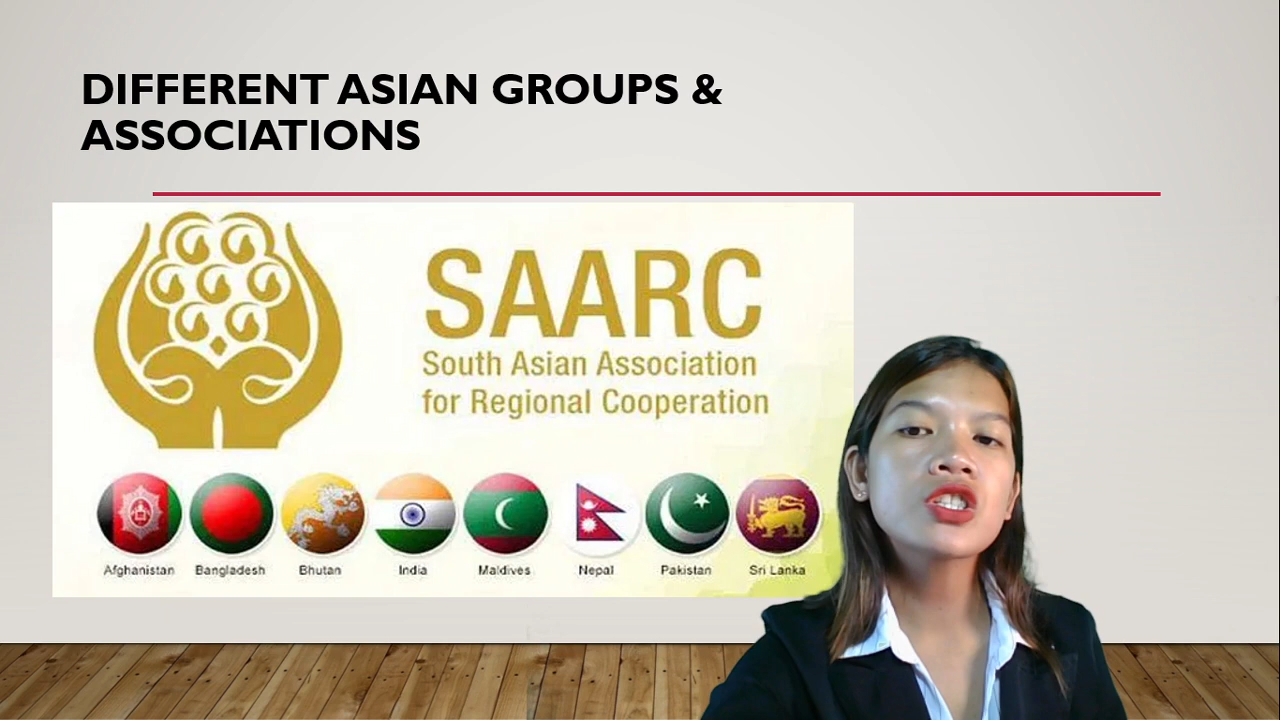 DIFFERENT ASIAN GROUPS &
ASSOCIATIONS
SAARC
South Asian Association
for Regional Cooperation
Afghanistan Bangladesh Bhutan India Maldives Nepal Pakistan Sri Lanka